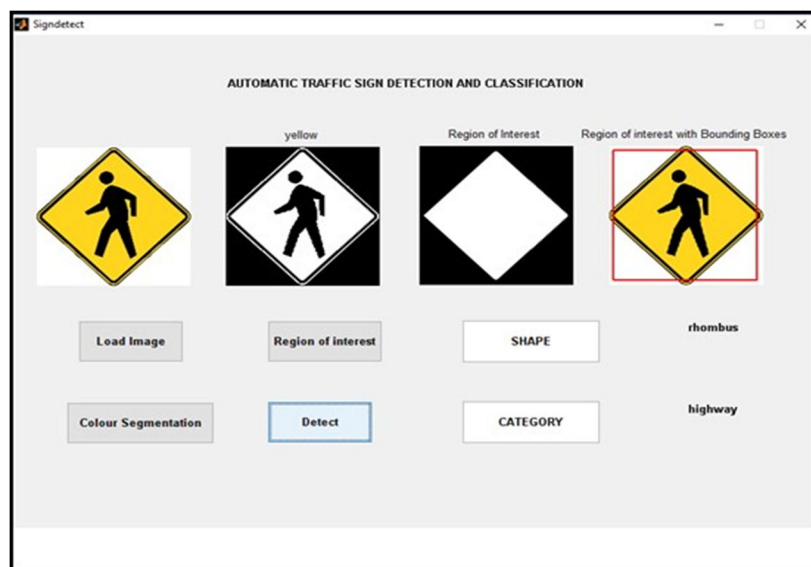 Signdetect
AUTOMATIC TRAFFIC SIGN DETECTION AND CLASSIFICATION
yellow
Region of Interest
Region of interest with Bounding Boxes
Load Image
Region of interest
SHAPE
rhombus
Colour Segmentation
Detect
CATEGORY
highway